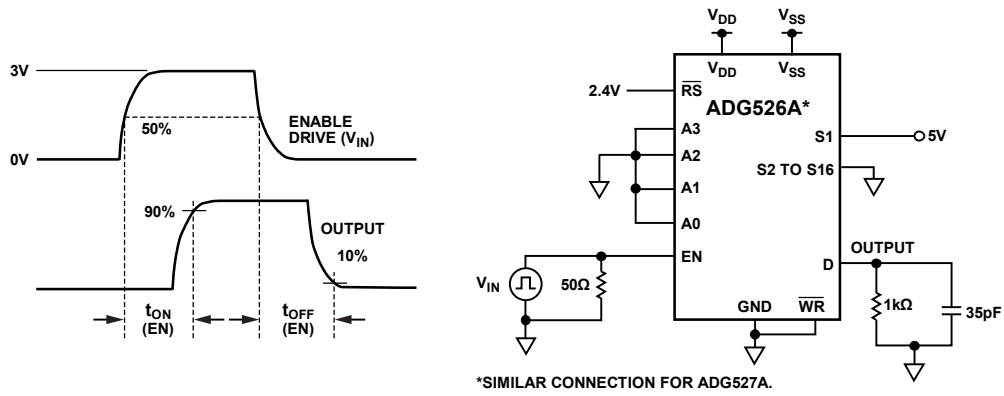 3V
50%
0V
ENABLE
DRIVE (VIN)
90%
OUTPUT
10%
tON
(EN)
tOFF
(EN)
VDD
VSS
VDD
VSS
2.4V
RS
ADG526A*
A3
A2
A1
A0
S1
5V
S2 TO S16
EN
VIN
50Ω
D
OUTPUT
1kΩ
35pF
GND
WR
*SIMILAR CONNECTION FOR ADG527A.